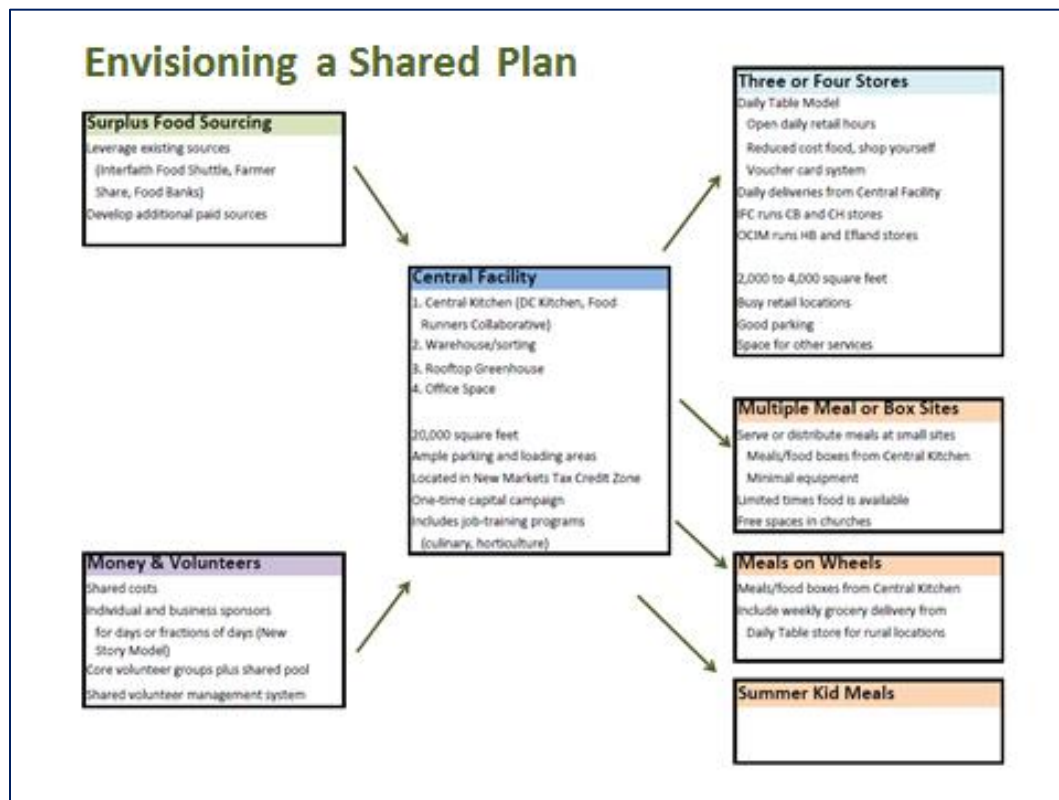 Envisioning a Shared Plan
Surplus Food Sourcing
Leverage existing sources
(Interfaith Food Shuttle, Farmer
Share, Food Banks)
Develop additional paid sources
Money & Volunteers
Shared costs
Individual and business sponsors
for days or fractions of days (New
Story Model)
Core volunteer groups plus shared pool
Shared volunteer management system
Central Facility
1. Central Kitchen (DC Kitchen, Food
Runners Collaborative)
2. Warehouse/sorting
3. Rooftop Greenhouse
4. Office Space
20,000 square feet
Ample parking and loading areas
Located in New Markets Tax Credit Zone
One-time capital campaign
Includes job-training programs
(culinary, horticulture)
Three or Four Stores
Daily Table Model
Open daily retail hours
Reduced cost food, shop yourself
Voucher card system
Daily deliveries from Central Facility
IFC runs CB and CH stores
OCIM runs HB and Efland stores
2,000 to 4,000 square feet
Busy retail locations
Good parking
Space for other services
Multiple Meal or Box Sites
Serve or distribute meals at small sites
Meals/food boxes from Central Kitchen
Minimal equipment
Limited times food is available
Free spaces in churches
Meals on Wheels
Meals/food boxes from Central Kitchen
Include weekly grocery delivery from
Daily Table store for rural locations
Summer Kid Meals